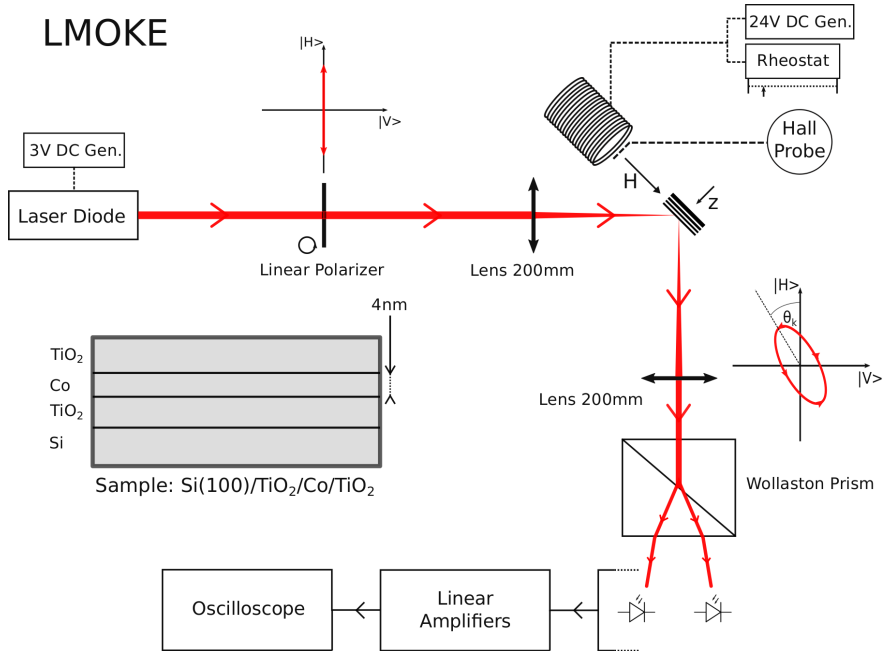 LMOKE
|H>
|V>
24V DC Gen.
Rheostat
Hall
Probe
3V DC Gen.
Laser Diode
H
z
Linear Polarizer
Lens 200mm
4nm
|H>
θk
|V>
TiO2
Co
TiO2
Si
Lens 200mm
Sample: Si(100)/TiO2/Co/TiO2
Wollaston Prism
Oscilloscope
Linear
Amplifiers